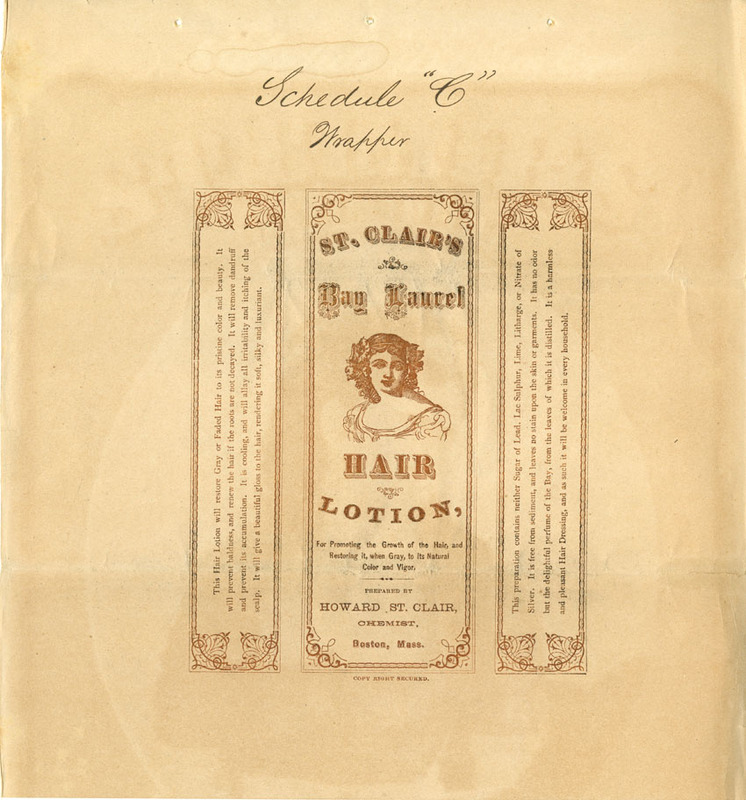 Schedule "C"
Wrapper
This Hair Lotion will restore Gray or Faded Hair to its pristine color and beauty. It
will prevent baldness, and renew the hair if the roots are not decayed. It will remove dandruff
and prevent its accumulation. It is cooling, and will allay all irritability and itching of the
scalp. It will give a beautiful gloss to the hair, rendering it soft, silky and luxuriant.
ST. CLAIR'S
Bay Laurel
HAIR
LOTION,
For Promoting the Growth of the Hair, and
Restoring it, when Gray, to its Natural
Color and Vigor.
PREPARED BY
HOWARD ST. CLAIR,
CHEMIST,
Boston, Mass.
COPY RIGHT SECURED.
This preparation contains neither Sugar of Lead, Lac Sulphur, Lime, Litharge, or Nitrate of
Silver. It is free from sediment, and leaves no stain upon the skin or garments. It has no odor
but the delightful perfume of the Bay, from the leaves of which it is distilled. It is a harmless
and pleasant Hair Dressing, and as such it will be welcome in every household.